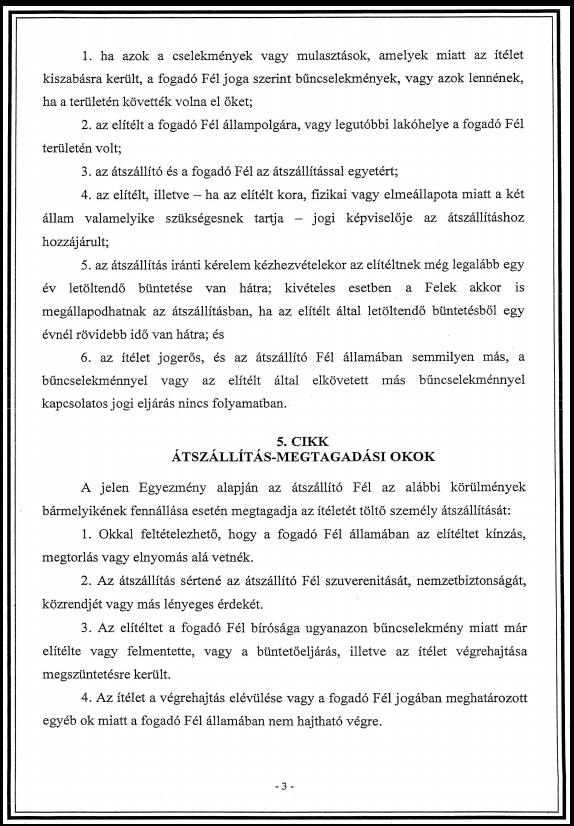 1. ha azok a cselekmények vagy mulasztások, amelyek miatt az ítélet
kiszabásra került, a fogadó Fél joga szerint bűncselekmények, vagy azok lennének,
ha a területén követték volna el őket;
2. az elítélt a fogadó Fél állampolgára, vagy legutóbbi lakóhelye a fogadó Fél
területén volt;
3. az átszállító és a fogadó Fél az átszállítással egyetért;
4. az elítélt, illetve – ha az elítélt kora, fizikai vagy elmeállapota miatt a két
állam valamelyike szükségesnek tartja – jogi képviselője az átszállításhoz
hozzájárult;
5. az átszállítás iránti kérelem kézhezvételekor az elítéltnek még legalább egy
év letöltendő büntetése van hátra; kivételes esetben a Felek akkor is
megállapodhatnak az átszállításban, ha az elítélt által letöltendő büntetésből egy
évnél rövidebb idő van hátra; és
6. az ítélet jogerős, és az átszállító Fél államában semmilyen más, a
bűncselekménnyel vagy az elítélt által elkövetett más bűncselekménnyel
kapcsolatos jogi eljárás nincs folyamatban.
5. CIKK
ÁTSZÁLLÍTÁS-MEGTAGADÁSI OKOK
A jelen Egyezmény alapján az átszállító Fél az alábbi körülmények
bármelyikének fennállása esetén megtagadja az ítéletét töltő személy átszállítását:
1. Okkal feltételezhető, hogy a fogadó Fél államában az elítéltet kínzás,
megtorlás vagy elnyomás alá vetnék.
2. Az átszállítás sértené az átszállító Fél szuverenitását, nemzetbiztonságát,
közrendjét vagy más lényeges érdekét.
3. Az elítéltet a fogadó Fél bírósága ugyanazon bűncselekmény miatt már
elítélte vagy felmentette, vagy a büntetőeljárás, illetve az ítélet végrehajtása
megszüntetésre került.
4. Az ítélet a végrehajtás elévülése vagy a fogadó Fél jogában meghatározott
egyéb ok miatt a fogadó Fél államában nem hajtható végre.
- 3 -